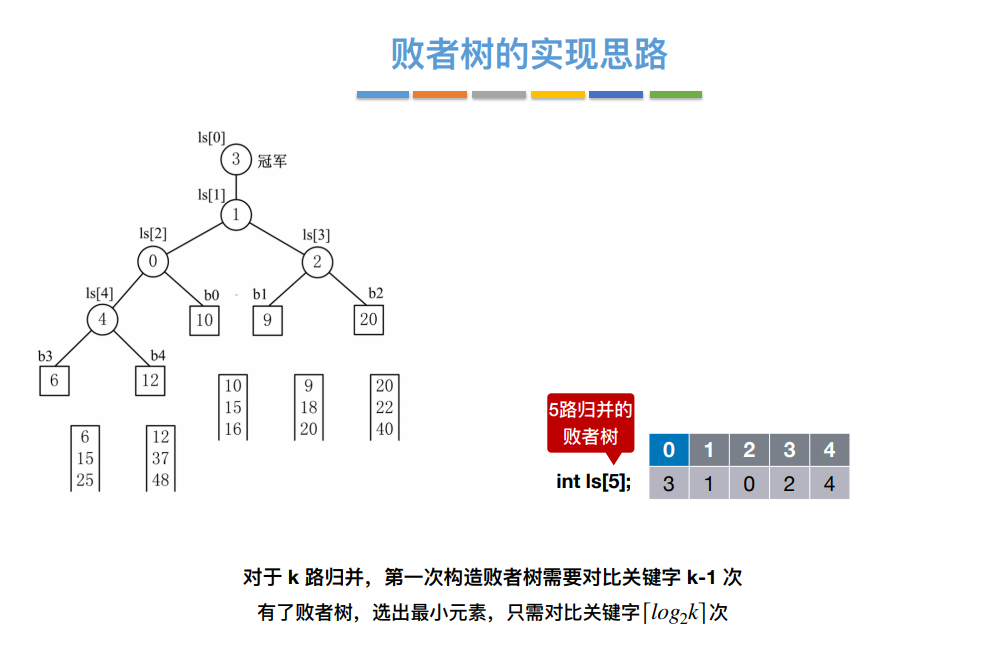 败者树的实现思路
ls[0]
3 冠军
ls[1]
1
ls[2] ls[3]
0 2
ls[4] b0 b1 b2
4 10 9 20
b3 b4
6 12
10 9 20
15 18 22
16 20 40
6 12
15 37
25 48
5路归并的
败者树
0 1 2 3 4
int ls[5]; 3 1 0 2 4
对于 k 路归并，第一次构造败者树需要对比关键字 k-1 次
有了败者树，选出最小元素，只需对比关键字⌈log₂k⌉次